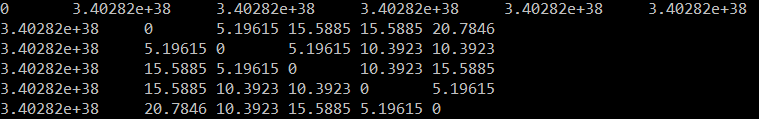 0 3.40282e+38 3.40282e+38 3.40282e+38 3.40282e+38 3.40282e+38
3.40282e+38 0 5.19615 15.5885 15.5885 20.7846
3.40282e+38 5.19615 0 5.19615 10.3923 10.3923
3.40282e+38 15.5885 5.19615 0 10.3923 15.5885
3.40282e+38 15.5885 10.3923 10.3923 0 5.19615
3.40282e+38 20.7846 10.3923 15.5885 5.19615 0